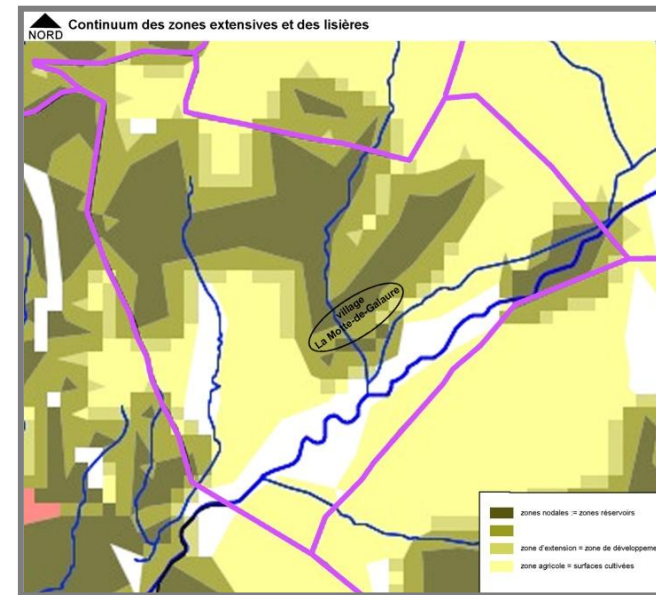 Continuum des zones extensives et des lisières
NORD
village
La Motte-de-Galaure
zones nodales := zones réservoirs
zone d'extension = zone de développeme
zone agricole = surfaces cultivées